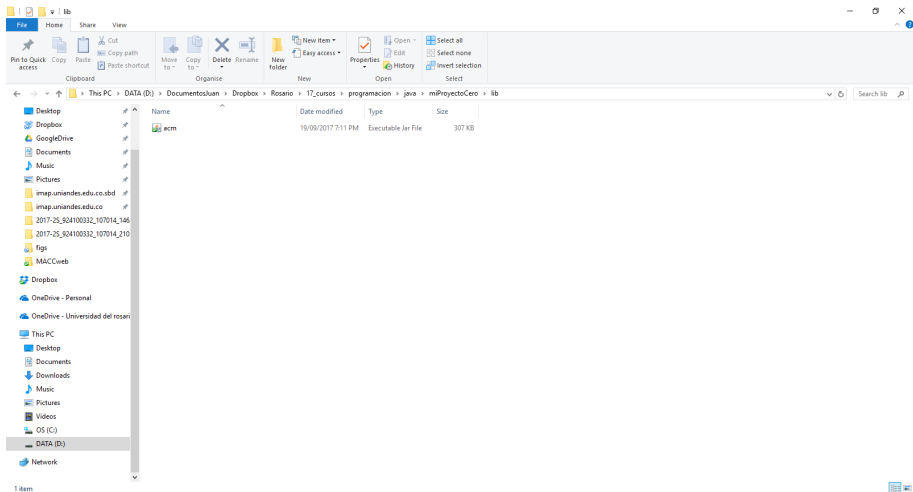 lib
File Home Share View
Pin to Quick access
Copy
Paste
Cut
Copy path
Paste shortcut
Clipboard
Move to
Copy to
Delete
Rename
Organise
New folder
New item
Easy access
New
Properties
Open
Edit
History
Open
Select all
Select none
Invert selection
Select
This PC > DATA (D:) > DocumentosJuan > Dropbox > Rosario > 17_cursos > programacion > java > miProyectoCero > lib
Search lib
Name Date modified Type Size
acm 19/09/2017 7:11 PM Executable Jar File 307 KB
Desktop
Dropbox
GoogleDrive
Documents
Music
Pictures
imap.uniandes.edu.co.sbd
imap.uniandes.edu.co
2017-2S_924100332_107014_146
2017-2S_924100332_107014_210
figs
MACCweb
Dropbox
OneDrive - Personal
OneDrive - Universidad del rosari
This PC
Desktop
Documents
Downloads
Music
Pictures
Videos
OS (C:)
DATA (D:)
Network
1 item